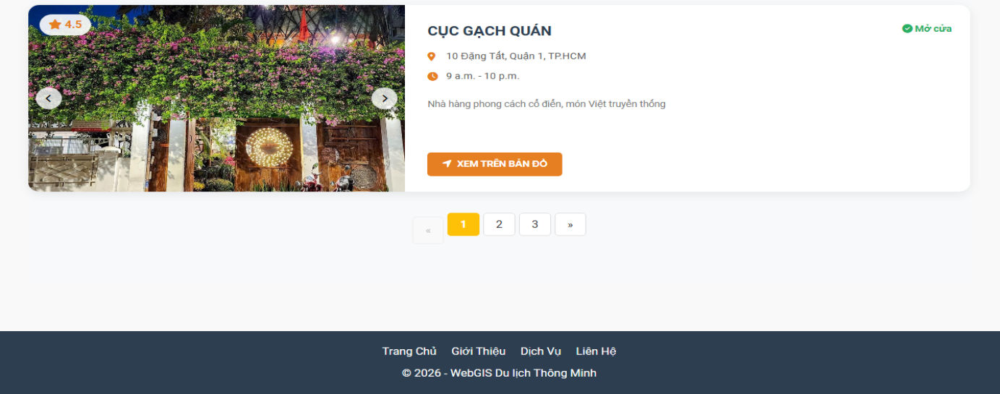 4.5
CỤC GẠCH QUÁN
Mở cửa
10 Đặng Tất, Quận 1, TP.HCM
9 a.m. - 10 p.m.
Nhà hàng phong cách cổ điển, món Việt truyền thống
XEM TRÊN BẢN ĐỒ
« 1 2 3 »
Trang Chủ Giới Thiệu Dịch Vụ Liên Hệ
© 2026 - WebGIS Du lịch Thông Minh